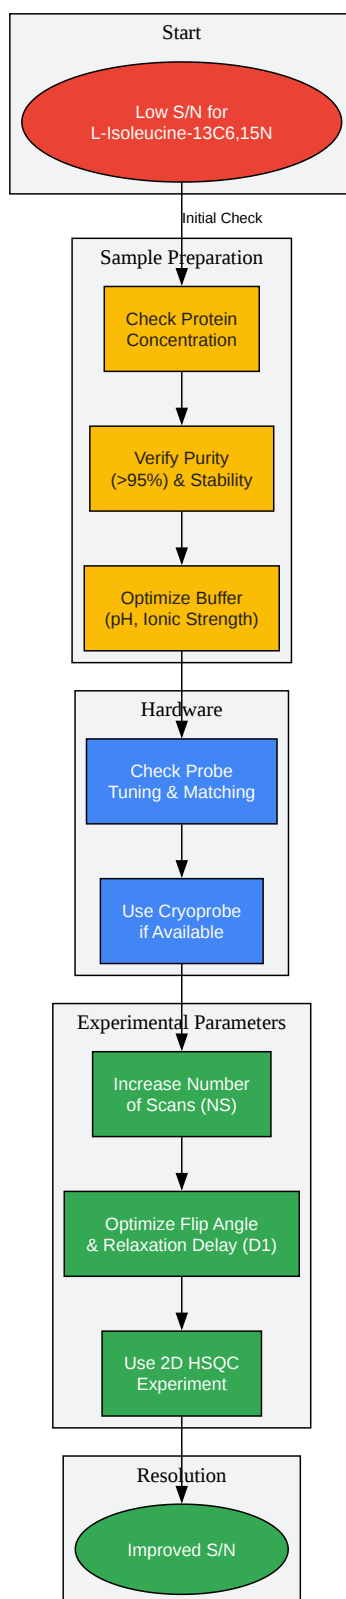 Start
Low S/N for
L-Isoleucine-13C6,15N
Initial Check
Sample Preparation
Check Protein
Concentration
Verify Purity
(>95%) & Stability
Optimize Buffer
(pH, Ionic Strength)
Hardware
Check Probe
Tuning & Matching
Use Cryoprobe
if Available
Experimental Parameters
Increase Number
of Scans (NS)
Optimize Flip Angle
& Relaxation Delay (D1)
Use 2D HSQC
Experiment
Resolution
Improved S/N